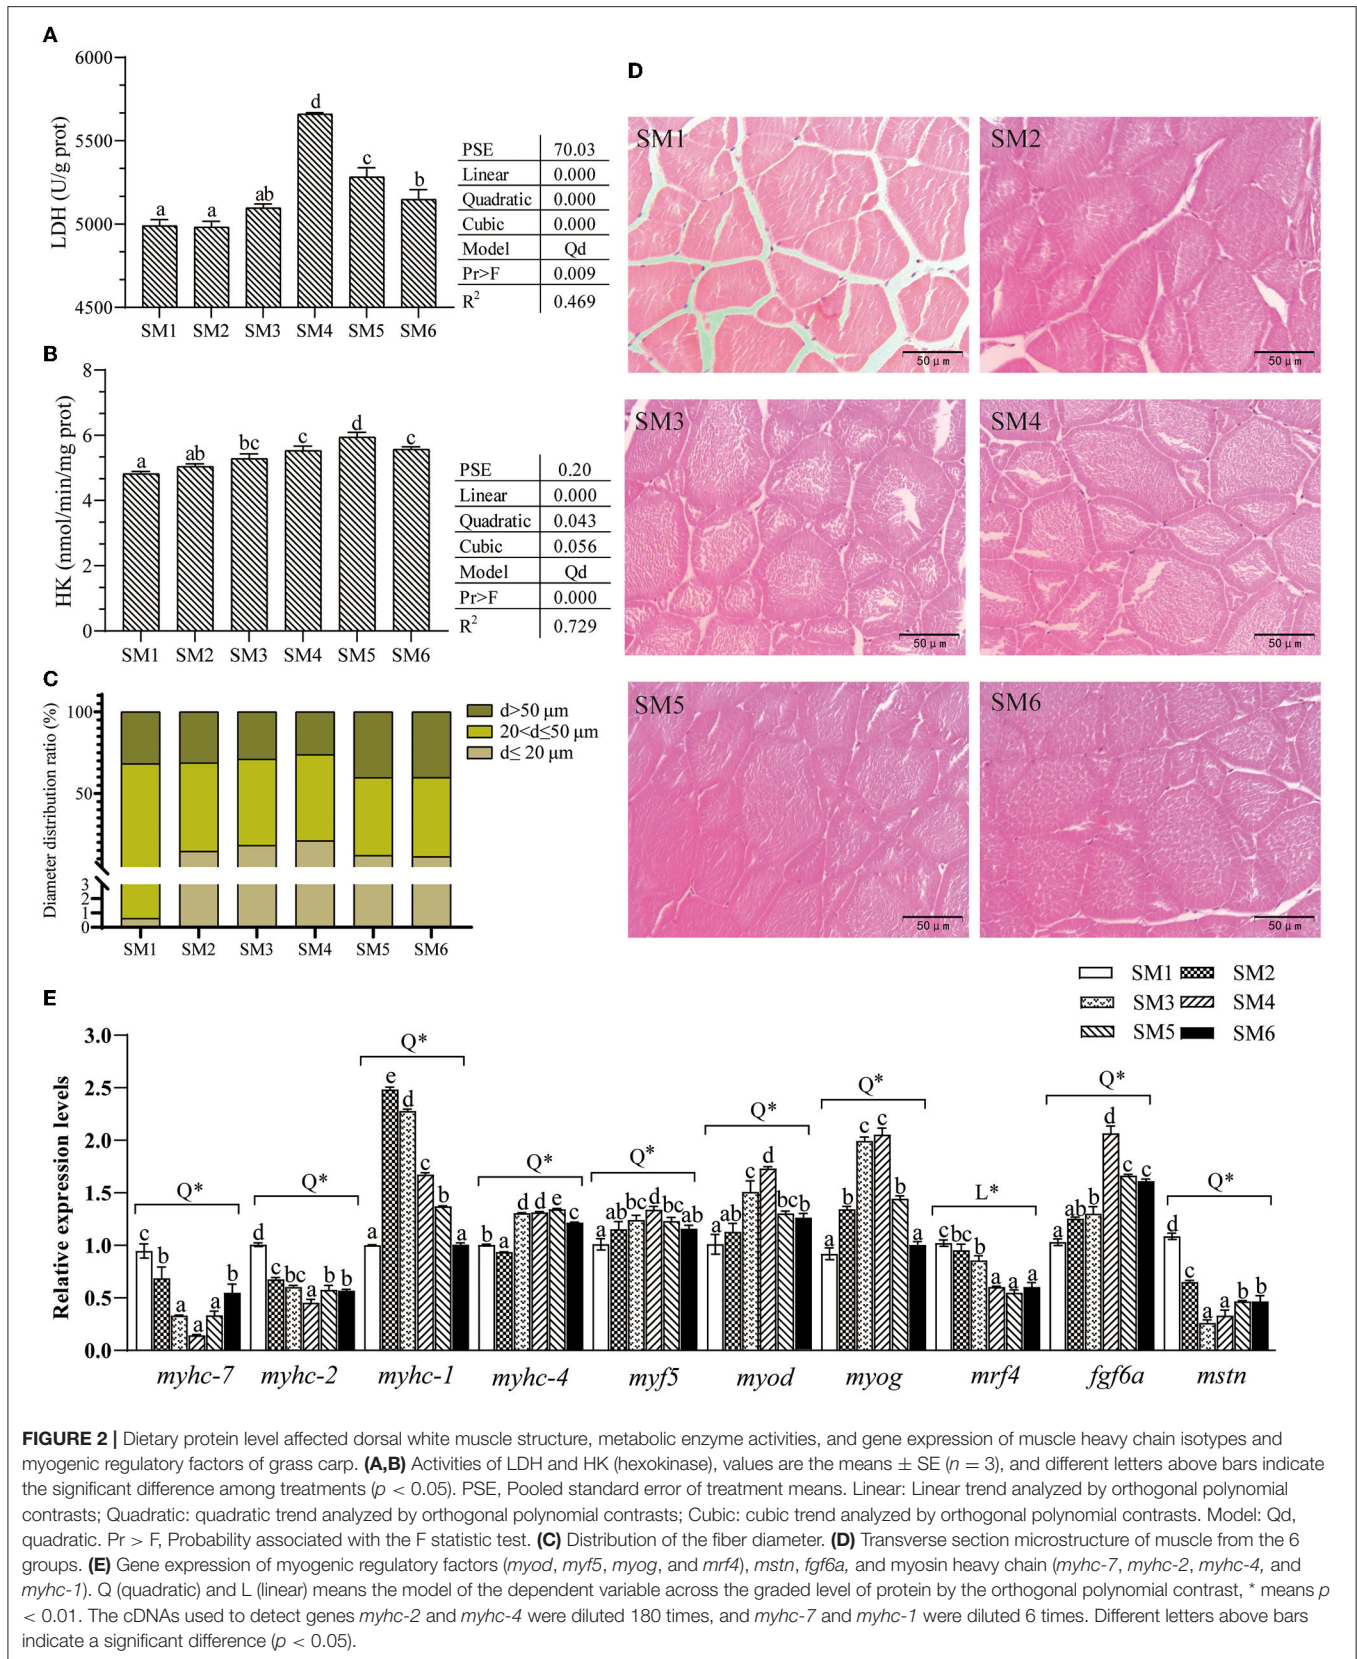 A
6000
5500
5000
4500
LDH (U/g prot)
a
a
ab
d
c
b
SM1 SM2 SM3 SM4 SM5 SM6
PSE 70.03
Linear 0.000
Quadratic 0.000
Cubic 0.000
Model Qd
Pr>F 0.009
R² 0.469
B
8
6
4
2
0
HK (nmol/min/mg prot)
a
ab
bc
c
d
c
SM1 SM2 SM3 SM4 SM5 SM6
PSE 0.20
Linear 0.000
Quadratic 0.043
Cubic 0.056
Model Qd
Pr>F 0.000
R² 0.729
C
Diameter distribution ratio (%)
100
50
3
2
1
0
SM1 SM2 SM3 SM4 SM5 SM6
d>50 μm
20<d≤50 μm
d≤ 20 μm
D
SM1
50 μm
SM2
50 μm
SM3
50 μm
SM4
50 μm
SM5
50 μm
SM6
50 μm
E
SM1 SM2
SM3 SM4
SM5 SM6
Relative expression levels
3.0
2.5
2.0
1.5
1.0
0.5
0.0
Q* Q* Q* Q* Q* Q* Q* L* Q* Q*
c b a a a b
d c bc a b b
a e d c b a
b a d d e c
a ab bc d bc ab
a ab c d bc b
a b c c b a
c bc b a a a
a ab b d c c
d c a a b b
myhc-7 myhc-2 myhc-1 myhc-4 myf5 myod myog mrf4 fgf6a mstn
FIGURE 2 | Dietary protein level affected dorsal white muscle structure, metabolic enzyme activities, and gene expression of muscle heavy chain isotypes and
myogenic regulatory factors of grass carp. (A,B) Activities of LDH and HK (hexokinase), values are the means ± SE (n = 3), and different letters above bars indicate
the significant difference among treatments (p < 0.05). PSE, Pooled standard error of treatment means. Linear: Linear trend analyzed by orthogonal polynomial
contrasts; Quadratic: quadratic trend analyzed by orthogonal polynomial contrasts; Cubic: cubic trend analyzed by orthogonal polynomial contrasts. Model: Qd,
quadratic. Pr > F, Probability associated with the F statistic test. (C) Distribution of the fiber diameter. (D) Transverse section microstructure of muscle from the 6
groups. (E) Gene expression of myogenic regulatory factors (myod, myf5, myog, and mrf4), mstn, fgf6a, and myosin heavy chain (myhc-7, myhc-2, myhc-4, and
myhc-1). Q (quadratic) and L (linear) means the model of the dependent variable across the graded level of protein by the orthogonal polynomial contrast, * means p
< 0.01. The cDNAs used to detect genes myhc-2 and myhc-4 were diluted 180 times, and myhc-7 and myhc-1 were diluted 6 times. Different letters above bars
indicate a significant difference (p < 0.05).